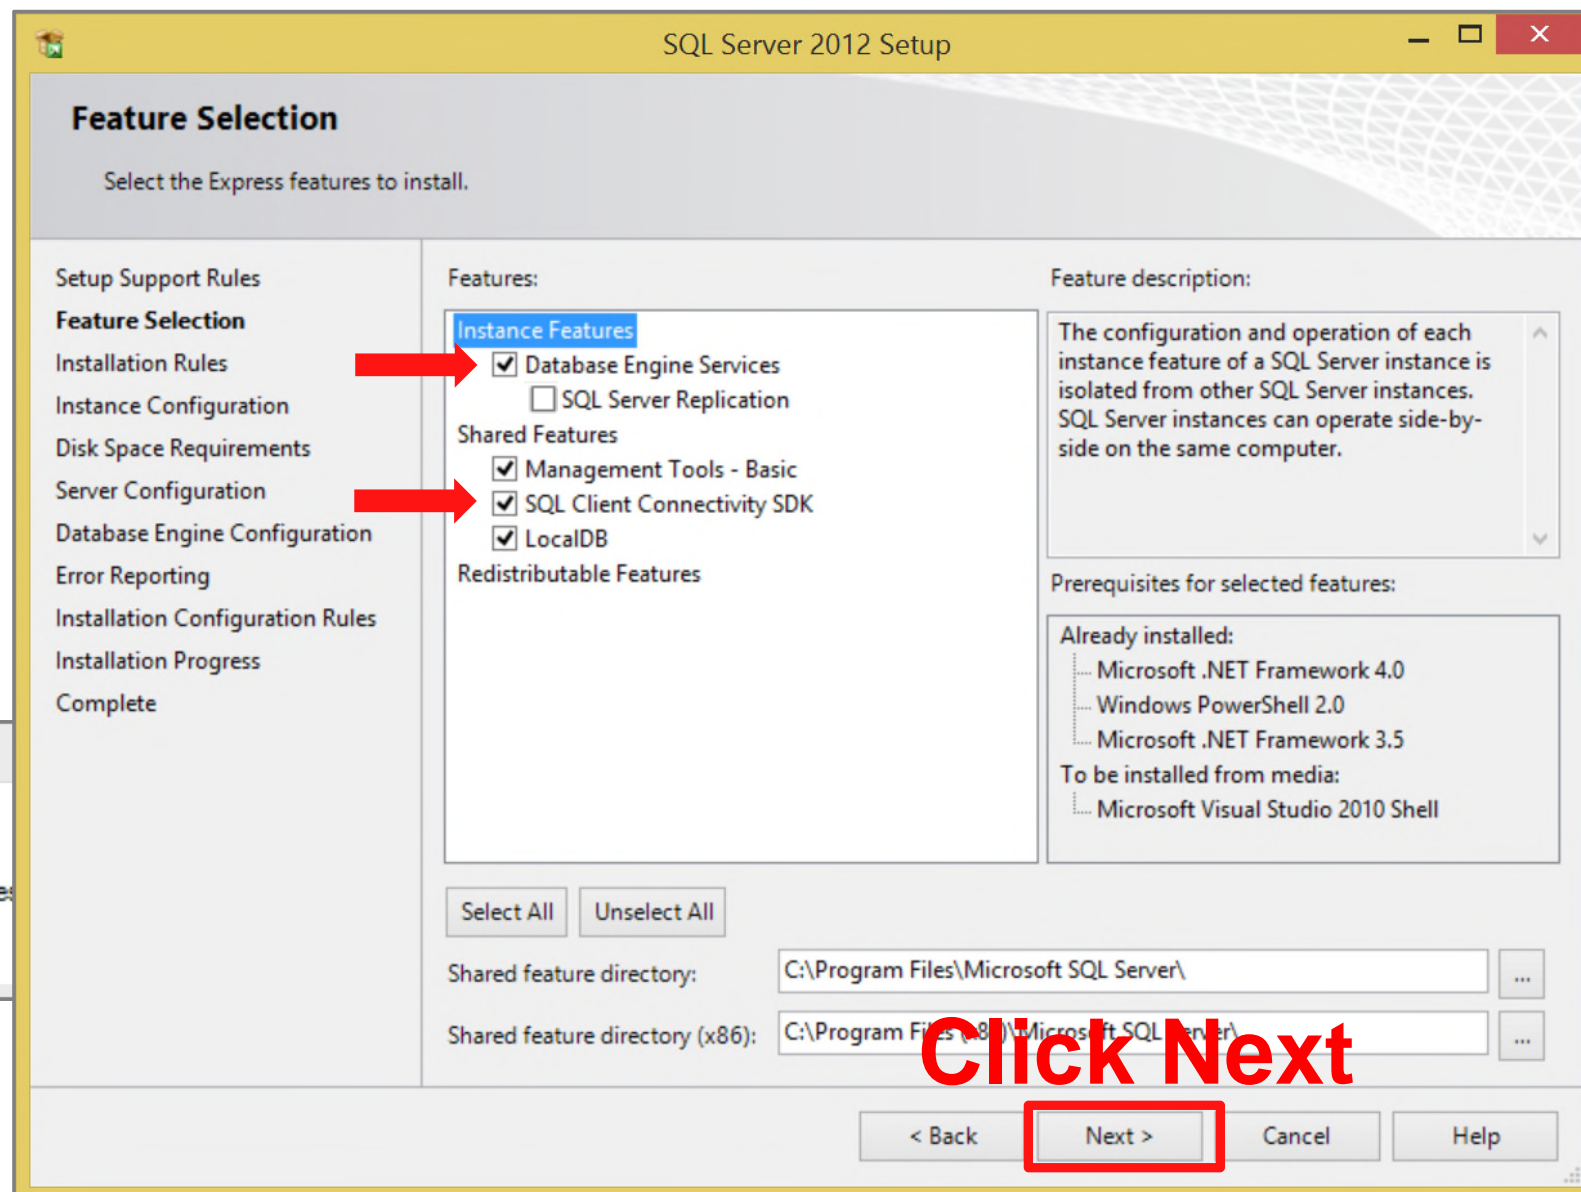 SQL Server 2012 Setup
Feature Selection
Select the Express features to install.
Setup Support Rules
Feature Selection
Installation Rules
Instance Configuration
Disk Space Requirements
Server Configuration
Database Engine Configuration
Error Reporting
Installation Configuration Rules
Installation Progress
Complete
Features:
Instance Features
Database Engine Services
SQL Server Replication
Shared Features
Management Tools - Basic
SQL Client Connectivity SDK
LocalDB
Redistributable Features
Feature description:
The configuration and operation of each
instance feature of a SQL Server instance is
isolated from other SQL Server instances.
SQL Server instances can operate side-by-
side on the same computer.
Prerequisites for selected features:
Already installed:
Microsoft .NET Framework 4.0
Windows PowerShell 2.0
Microsoft .NET Framework 3.5
To be installed from media:
Microsoft Visual Studio 2010 Shell
Select All
Unselect All
Shared feature directory:
C:\Program Files\Microsoft SQL Server\
...
Shared feature directory (x86):
C:\Program Files (x86)\Microsoft SQL Server\
...
Click Next
< Back
Next >
Cancel
Help